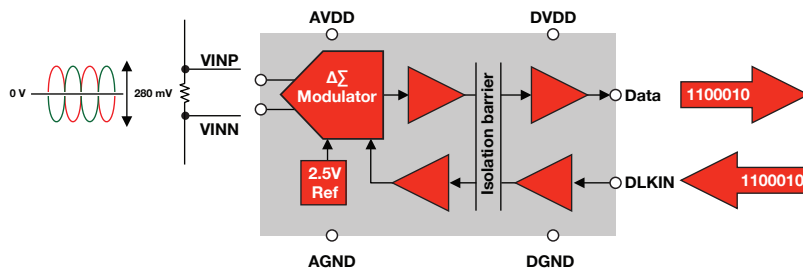 AVDD
DVDD
VINP
0 V
280 mV
VINN
ΔΣ
Modulator
2.5V
Ref
Isolation barrier
Data
1100010
DLKIN
1100010
AGND
DGND